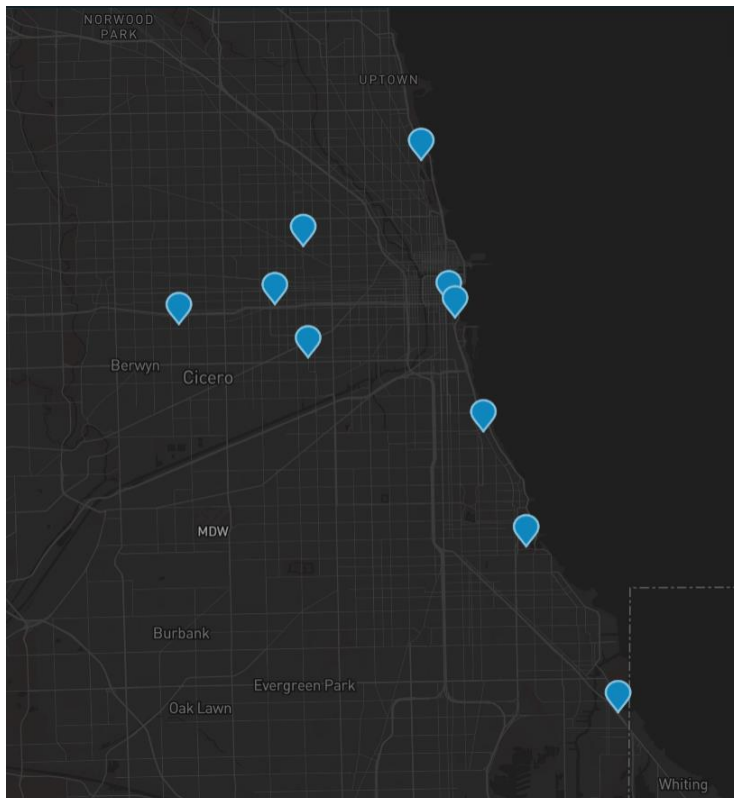 NORWOOD
PARK
UPTOWN
Berwyn
Cicero
MDW
Burbank
Evergreen Park
Oak Lawn
Whiting